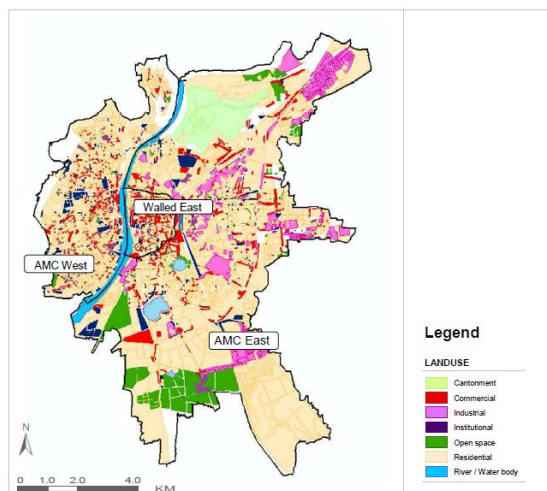 Walled East
AMC West
AMC East
N
0 1.0 2.0 4.0
KM
Legend
LANDUSE
Cantonment
Commercial
Industrial
Institutional
Open space
Residential
River / Water body